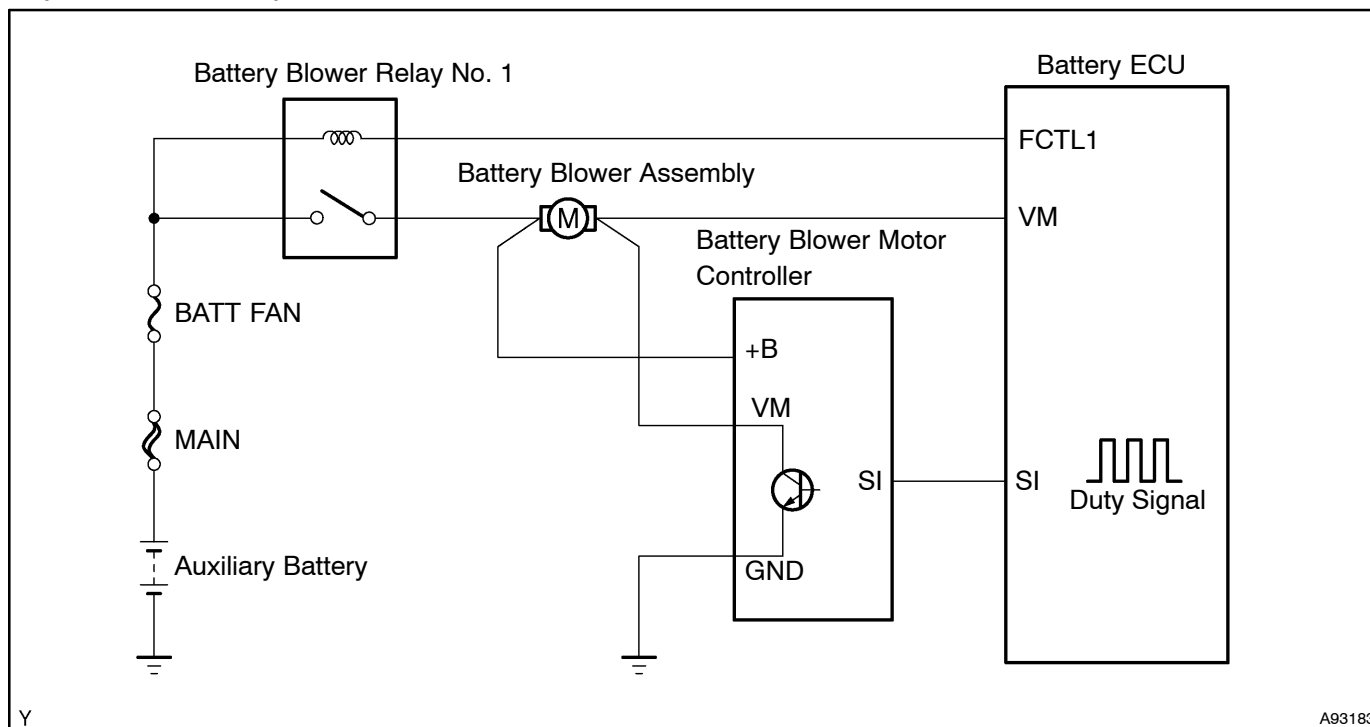 Battery Blower Relay No. 1
Battery ECU
FCTL1
Battery Blower Assembly
VM
Battery Blower Motor
Controller
BATT FAN
+B
VM
MAIN
SI
SI
Duty Signal
Auxiliary Battery
GND
M
Y
A93183